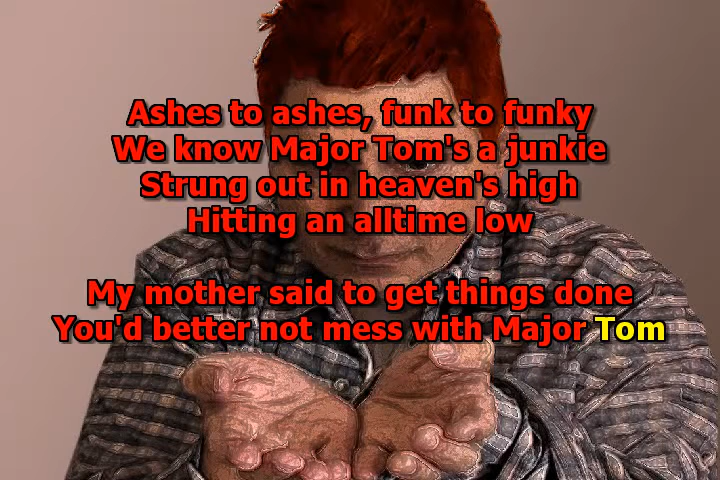 Ashes to ashes, funk to funky
We know Major Tom's a junkie
Strung out in heaven's high
Hitting an alltime low
My mother said to get things done
You'd better not mess with Major Tom